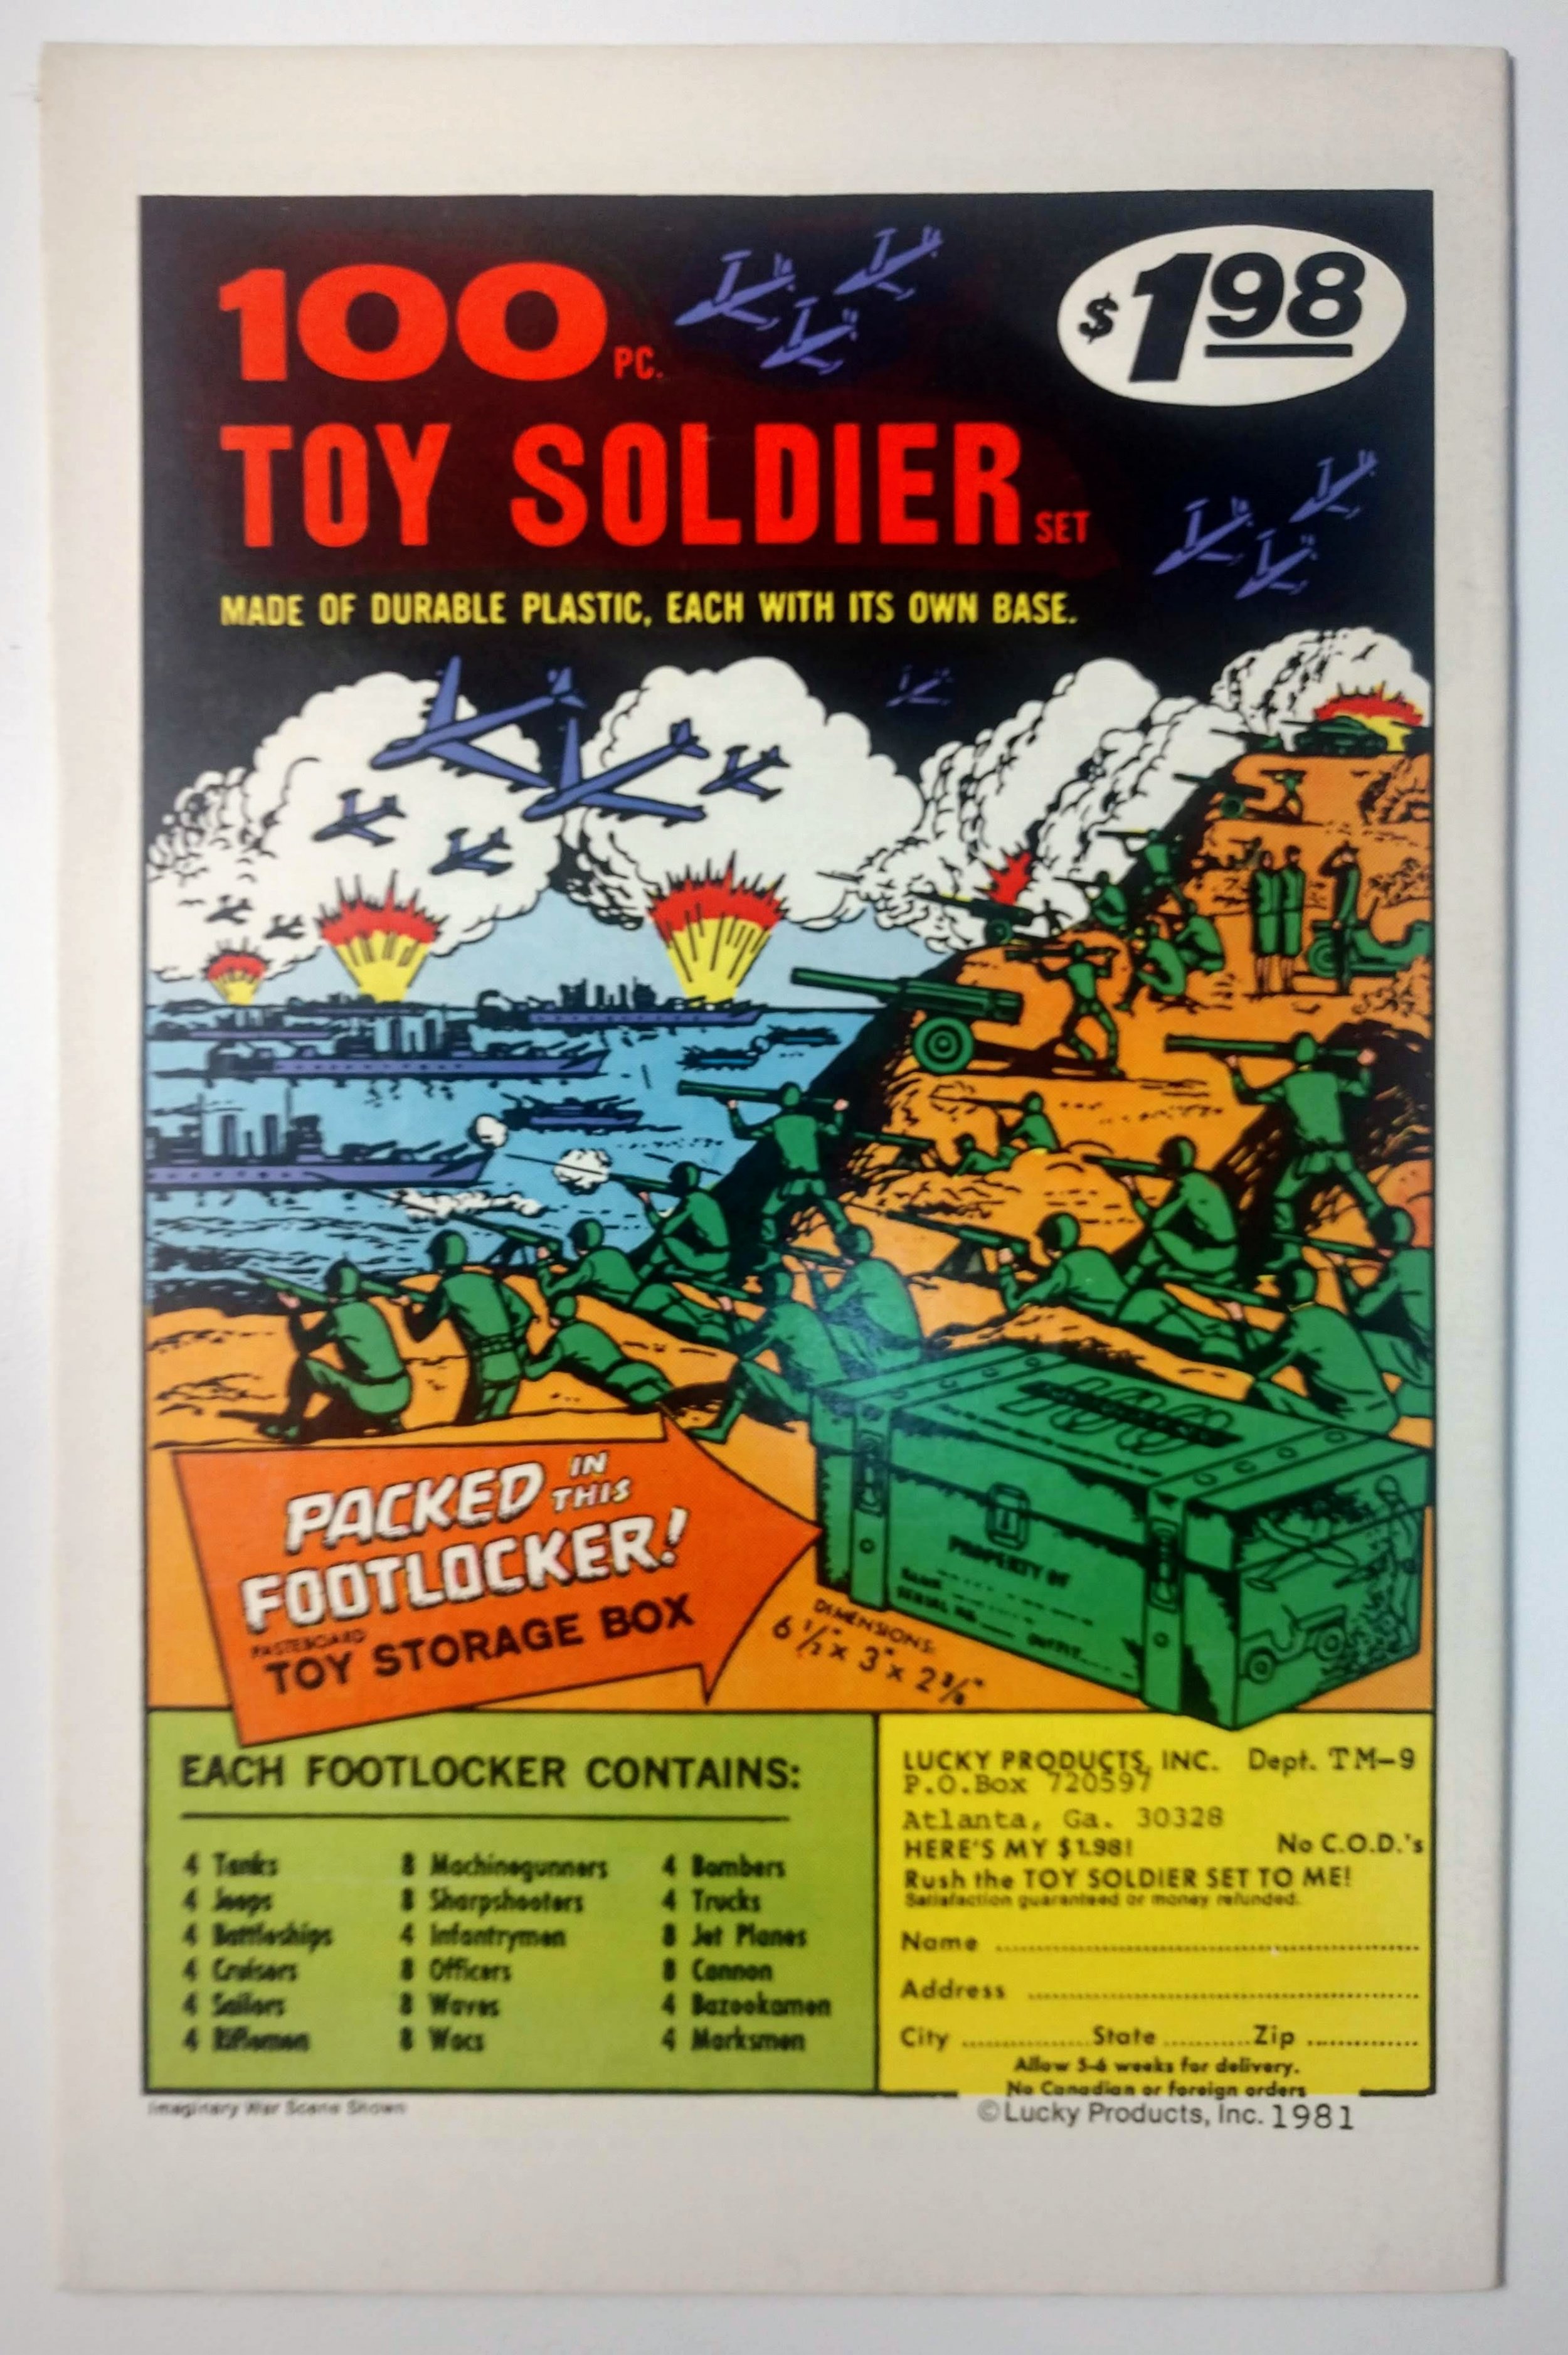 100 PC.
$1.98
TOY SOLDIER SET
MADE OF DURABLE PLASTIC, EACH WITH ITS OWN BASE.
PACKED IN THIS
FOOTLOCKER!
PASTEBOARD
TOY STORAGE BOX
PROPERTY OF
DIMENSIONS:
6 1/2" x 3" x 2 3/8"
EACH FOOTLOCKER CONTAINS:
4 Tanks
4 Jeeps
4 Battleships
4 Cruisers
4 Sailors
4 Riflemen
8 Machinegunners
8 Sharpshooters
4 Infantrymen
8 Officers
8 Waves
8 Wacs
4 Bombers
4 Trucks
8 Jet Planes
8 Cannon
4 Bazookamen
4 Marksmen
LUCKY PRODUCTS, INC. Dept. TM-9
P.O.Box 720597
Atlanta, Ga. 30328
HERE'S MY $1.98! No C.O.D.'s
Rush the TOY SOLDIER SET TO ME!
Satisfaction guaranteed or money refunded.
Name
Address
City State Zip
Allow 3-6 weeks for delivery.
No Canadian or foreign orders
Imaginary War Scene Shown
© Lucky Products, Inc. 1981